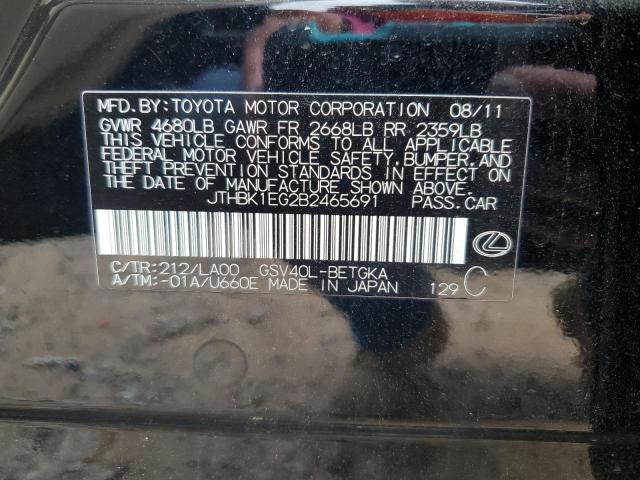 MFD.BY:TOYOTA MOTOR CORPORATION 08/11
GVWR 4680LB GAWR FR 2668LB RR 2359LB
THIS VEHICLE CONFORMS TO ALL APPLICABLE
FEDERAL MOTOR VEHICLE SAFETY,BUMPER,AND
THEFT PREVENTION STANDARDS IN EFFECT ON
THE DATE OF MANUFACTURE SHOWN ABOVE.
JTHBK1EG2B2465691 PASS.CAR
C/TR:212/LA00 GSV40L-BETGKA
A/TM:-01A/U660E MADE IN JAPAN 129 C